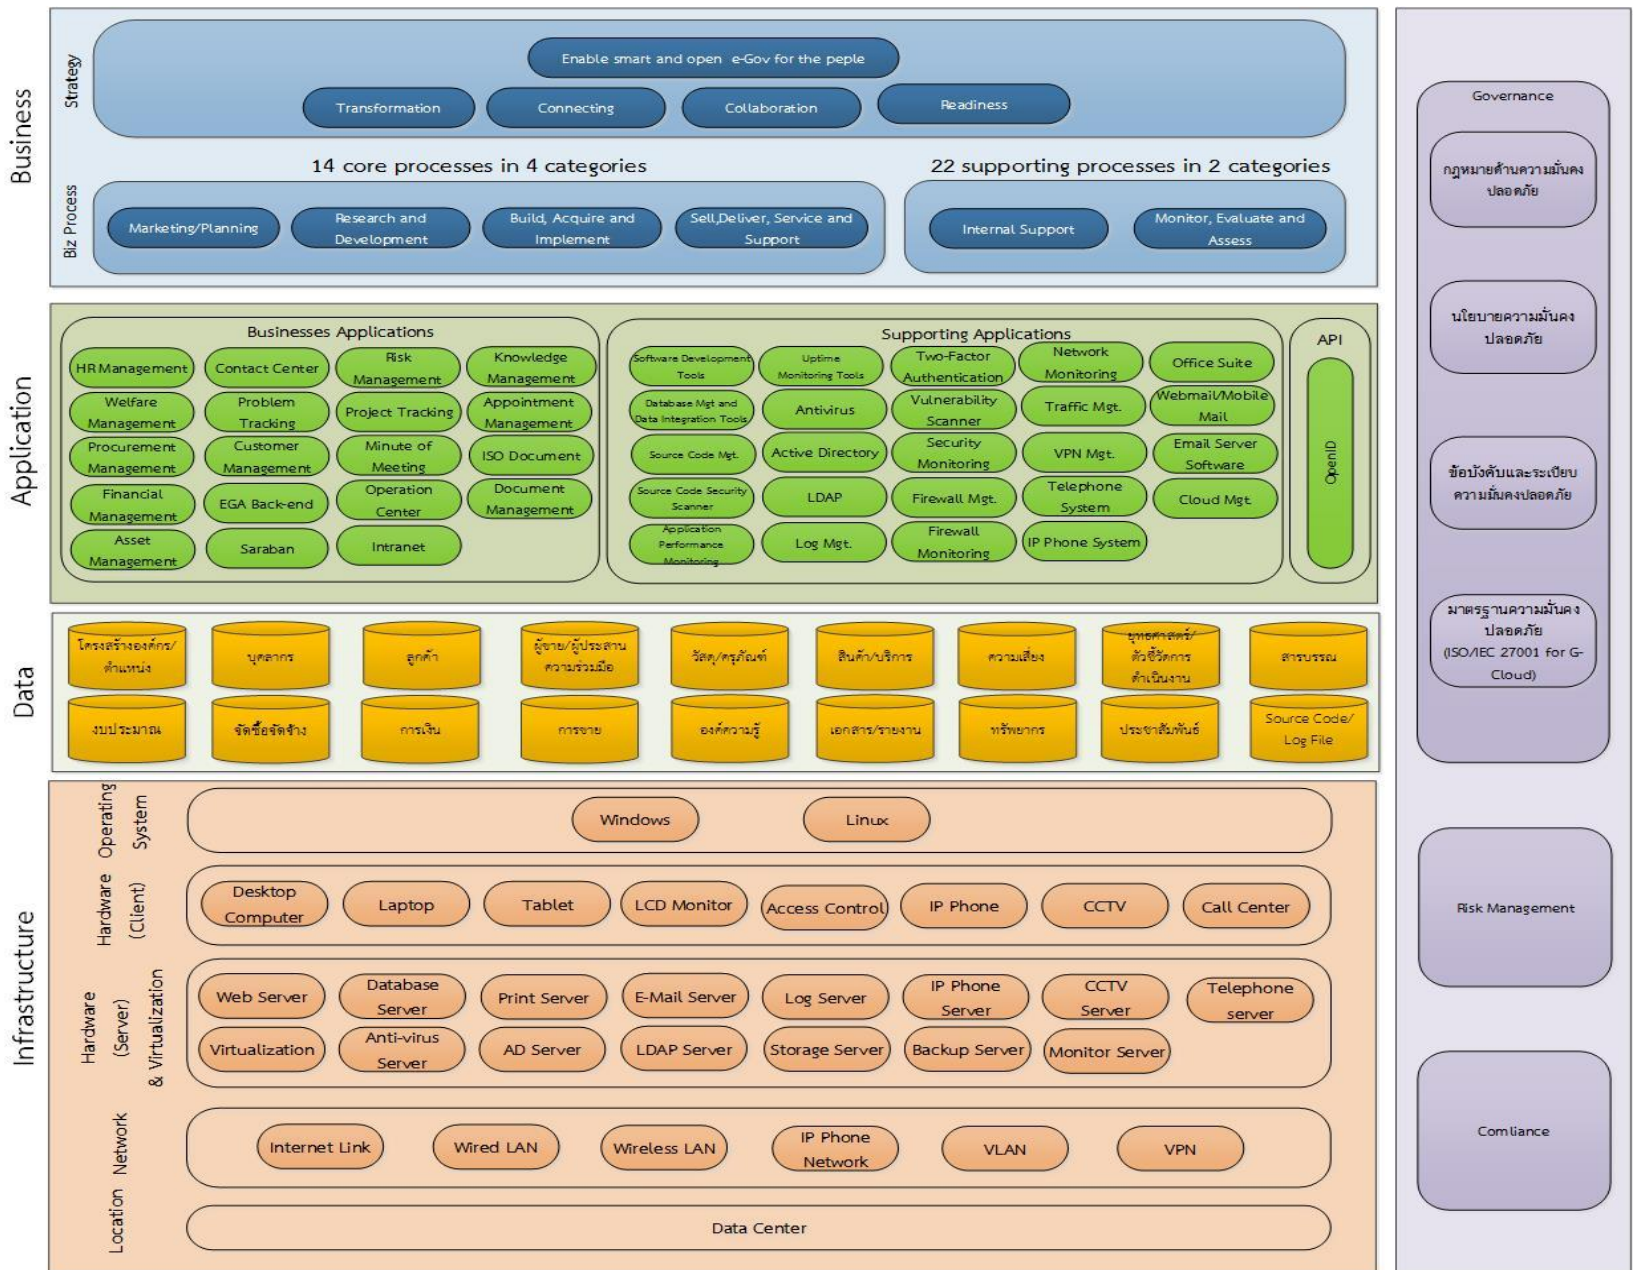 Business
Strategy
Enable smart and open e-Gov for the peple
Transformation
Connecting
Collaboration
Readiness
14 core processes in 4 categories
22 supporting processes in 2 categories
Biz Process
Marketing/Planning
Research and
Development
Build, Acquire and
Implement
Sell,Deliver, Service and
Support
Internal Support
Monitor, Evaluate and
Assess
Application
Businesses Applications
HR Management
Contact Center
Risk
Management
Knowledge
Management
Welfare
Management
Problem
Tracking
Project Tracking
Appointment
Management
Procurement
Management
Customer
Management
Minute of
Meeting
ISO Document
Financial
Management
EGA Back-end
Operation
Center
Document
Management
Asset
Management
Saraban
Intranet
Supporting Applications
Software Development
Tools
Uptime
Monitoring Tools
Two-Factor
Authentication
Network
Monitoring
Office Suite
Database Mgt and
Data Integration Tools
Antivirus
Vulnerability
Scanner
Traffic Mgt.
Webmail/Mobile
Mail
Source Code Mgt.
Active Directory
Security
Monitoring
VPN Mgt.
Email Server
Software
Source Code Security
Scanner
LDAP
Firewall Mgt.
Telephone
System
Cloud Mgt.
Application
Performance
Monitoring
Log Mgt.
Firewall
Monitoring
IP Phone System
API
OpenID
Data
โครงสร้างองค์กร/
ตำแหน่ง
บุคลากร
ลูกค้า
ผู้ขาย/ผู้ประสาน
ความร่วมมือ
วัสดุ/ครุภัณฑ์
สินค้า/บริการ
ความเสี่ยง
ยุทธศาสตร์/
ตัวชี้วัดการ
ดำเนินงาน
สารบรรณ
งบประมาณ
จัดซื้อจัดจ้าง
การเงิน
การขาย
องค์ความรู้
เอกสาร/รายงาน
ทรัพยากร
ประชาสัมพันธ์
Source Code/
Log File
Infrastructure
Operating
System
Windows
Linux
Hardware
(Client)
Desktop
Computer
Laptop
Tablet
LCD Monitor
Access Control
IP Phone
CCTV
Call Center
Hardware
(Server)
& Virtualization
Web Server
Database
Server
Print Server
E-Mail Server
Log Server
IP Phone
Server
CCTV
Server
Telephone
server
Virtualization
Anti-virus
Server
AD Server
LDAP Server
Storage Server
Backup Server
Monitor Server
Network
Internet Link
Wired LAN
Wireless LAN
IP Phone
Network
VLAN
VPN
Location
Data Center
Governance
กฎหมายด้านความมั่นคง
ปลอดภัย
นโยบายความมั่นคง
ปลอดภัย
ข้อบังคับและระเบียบ
ความมั่นคงปลอดภัย
มาตรฐานความมั่นคง
ปลอดภัย
(ISO/IEC 27001 for G-
Cloud)
Risk Management
Comliance